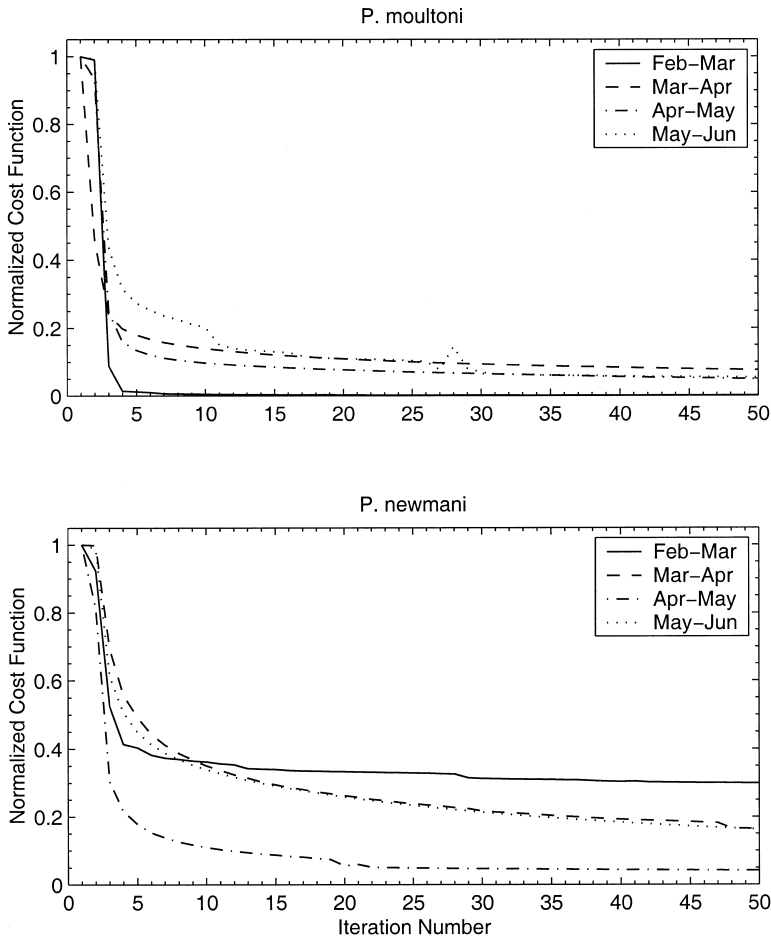 P. moultoni
Normalized Cost Function
1
0.8
0.6
0.4
0.2
0
0 5 10 15 20 25 30 35 40 45 50
Feb–Mar
Mar–Apr
Apr–May
May–Jun
P. newmani
Normalized Cost Function
1
0.8
0.6
0.4
0.2
0
0 5 10 15 20 25 30 35 40 45 50
Feb–Mar
Mar–Apr
Apr–May
May–Jun
Iteration Number